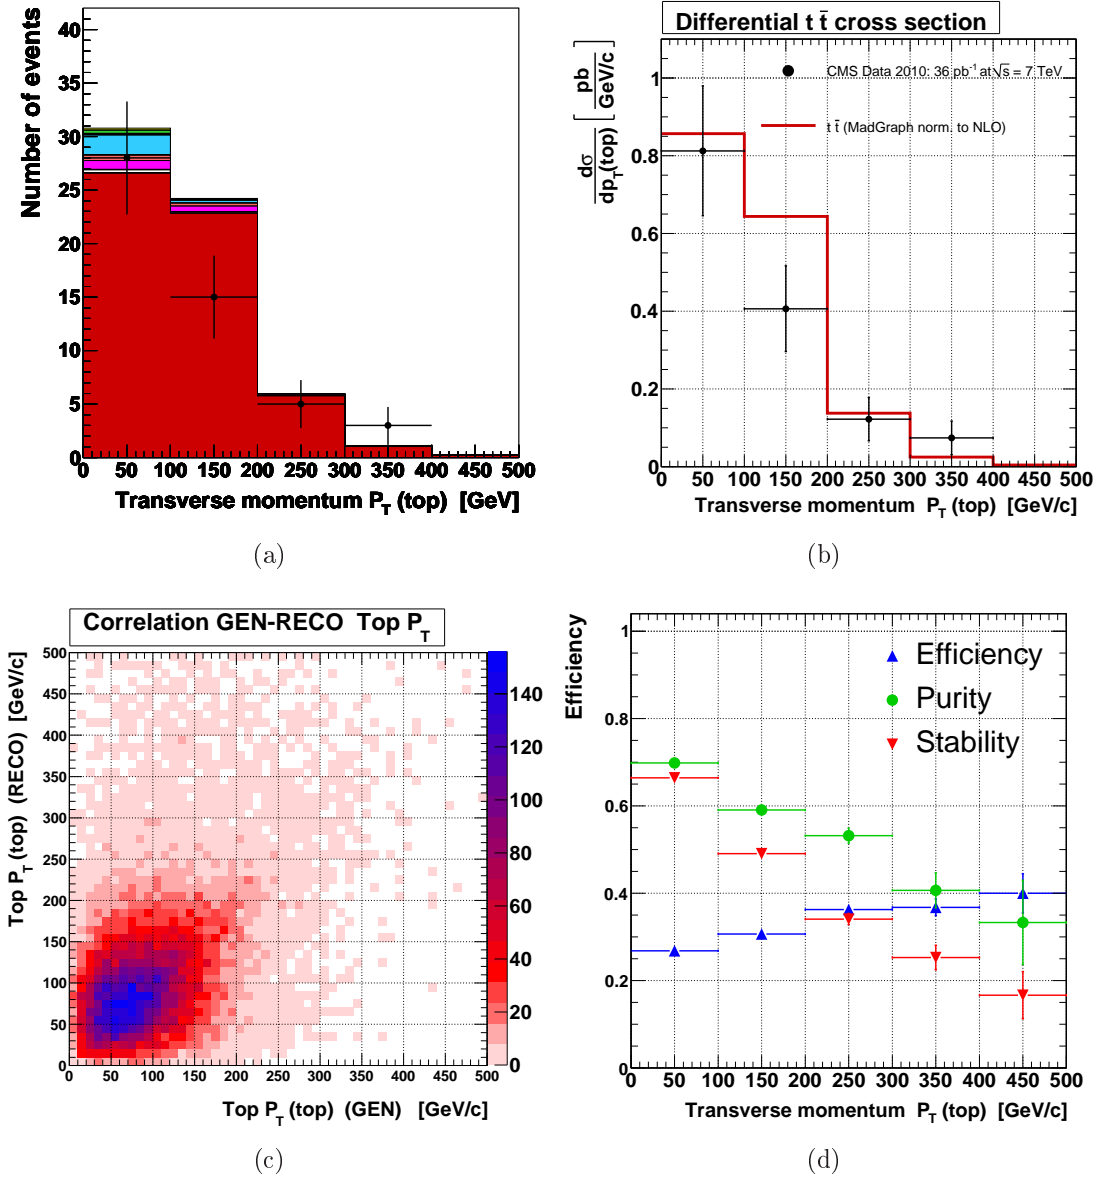 Number of events
40
35
30
25
20
15
10
5
0
0 50 100 150 200 250 300 350 400 450 500
Transverse momentum P_T (top) [GeV]
(a)
Differential t t̄ cross section
dσ/dp_T(top) [pb/GeV/c]
CMS Data 2010: 36 pb⁻¹ at √s = 7 TeV
t t̄ (MadGraph norm. to NLO)
1
0.8
0.6
0.4
0.2
0
0 50 100 150 200 250 300 350 400 450 500
Transverse momentum P_T (top) [GeV/c]
(b)
Correlation GEN-RECO Top P_T
Top P_T (top) (RECO) [GeV/c]
500
450
400
350
300
250
200
150
100
50
0
0 50 100 150 200 250 300 350 400 450 500
140
120
100
80
60
40
20
0
Top P_T (top) (GEN) [GeV/c]
(c)
Efficiency
Efficiency
Purity
Stability
1
0.8
0.6
0.4
0.2
0
0 50 100 150 200 250 300 350 400 450 500
Transverse momentum P_T (top) [GeV/c]
(d)